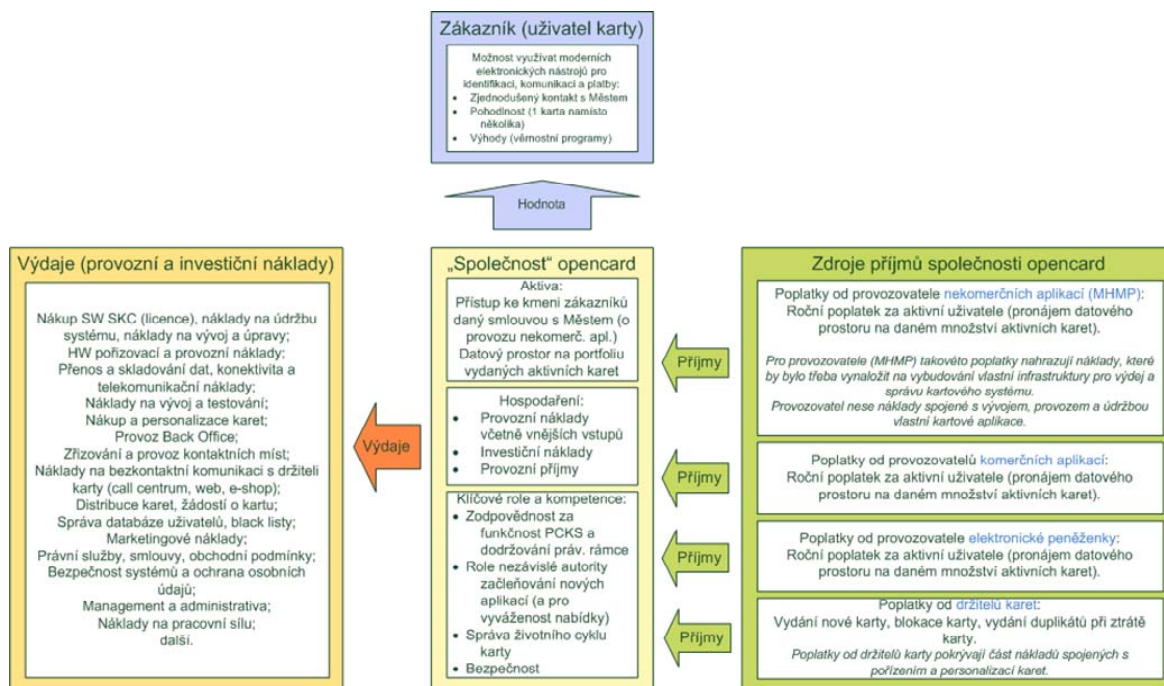 Zákazník (uživatel karty)
Možnost využívat moderních
elektronických nástrojů pro
identifikaci, komunikaci a platby:
• Zjednodušený kontakt s Městem
• Pohodlnost (1 karta namísto
několika)
• Výhody (věrnostní programy)
Hodnota
Výdaje (provozní a investiční náklady)
Nákup SW SKC (licence), náklady na údržbu
systému, náklady na vývoj a úpravy;
HW pořizovací a provozní náklady;
Přenos a skladování dat, konektivita a
telekomunikační náklady;
Náklady na vývoj a testování;
Nákup a personalizace karet;
Provoz Back Office;
Zřizování a provoz kontaktních míst;
Náklady na bezkontaktní komunikaci s držiteli
karty (call centrum, web, e-shop);
Distribuce karet, žádostí o kartu;
Správa databáze uživatelů, black listy;
Marketingové náklady;
Právní služby, smlouvy, obchodní podmínky;
Bezpečnost systémů a ochrana osobních
údajů;
Management a administrativa;
Náklady na pracovní sílu;
další.
Výdaje
„Společnost“ opencard
Aktiva:
Přístup ke kmeni zákazníků
daný smlouvou s Městem (o
provozu nekomerč. apl.)
Datový prostor na portfoliu
vydaných aktivních karet
Hospodaření:
• Provozní náklady
včetně vnějších vstupů
• Investiční náklady
• Provozní příjmy
Klíčové role a kompetence:
• Zodpovědnost za
funkčnost PCKS a
dodržování práv. rámce
• Role nezávislé autority
začleňování nových
aplikací (a pro
vyváženost nabídky)
• Správa životního cyklu
karty
• Bezpečnost
Příjmy
Příjmy
Příjmy
Příjmy
Zdroje příjmů společnosti opencard
Poplatky od provozovatele nekomerčních aplikací (MHMP):
Roční poplatek za aktivní uživatele (pronájem datového
prostoru na daném množství aktivních karet).
Pro provozovatele (MHMP) takovéto poplatky nahrazují náklady, které
by bylo třeba vynaložit na vybudování vlastní infrastruktury pro výdej a
správu kartového systému.
Provozovatel nese náklady spojené s vývojem, provozem a údržbou
vlastní kartové aplikace.
Poplatky od provozovatelů komerčních aplikací:
Roční poplatek za aktivní uživatele (pronájem datového
prostoru na daném množství aktivních karet).
Poplatky od provozovatele elektronické peněženky:
Roční poplatek za aktivní uživatele (pronájem datového
prostoru na daném množství aktivních karet).
Poplatky od držitelů karet:
Vydání nové karty, blokace karty, vydání duplikátů při ztrátě
karty.
Poplatky od držitelů karty pokrývají část nákladů spojených s
pořízením a personalizací karet.